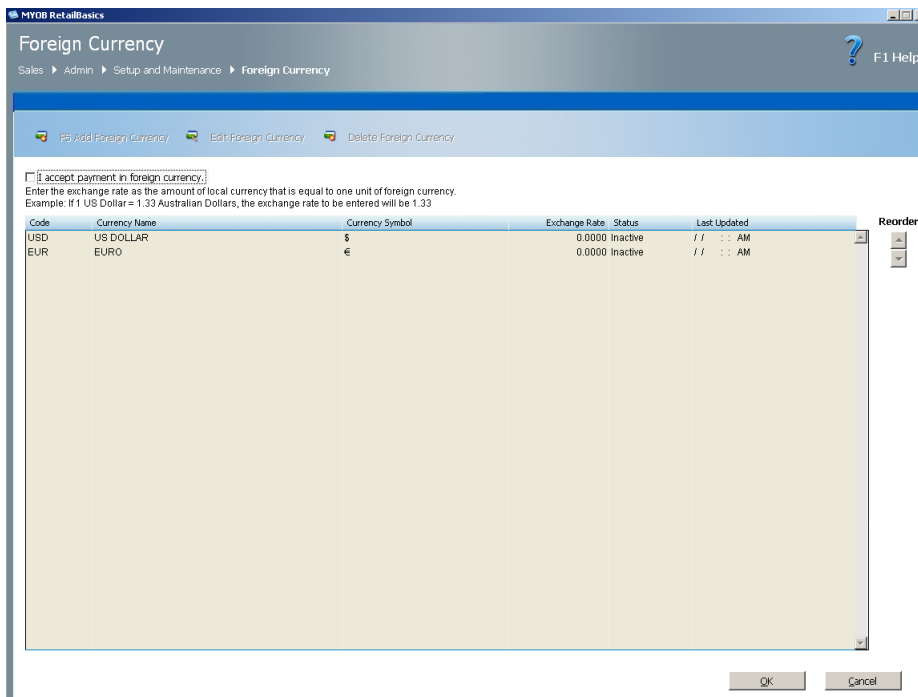 MYOB RetailBasics
Foreign Currency
F1 Help
Sales ▶ Admin ▶ Setup and Maintenance ▶ Foreign Currency
F5 Add Foreign Currency Edit Foreign Currency Delete Foreign Currency
I accept payment in foreign currency.
Enter the exchange rate as the amount of local currency that is equal to one unit of foreign currency.
Example: If 1 US Dollar = 1.33 Australian Dollars, the exchange rate to be entered will be 1.33
Code Currency Name Currency Symbol Exchange Rate Status Last Updated Reorder
USD US DOLLAR $ 0.0000 Inactive / / : : AM
EUR EURO € 0.0000 Inactive / / : : AM
OK Cancel